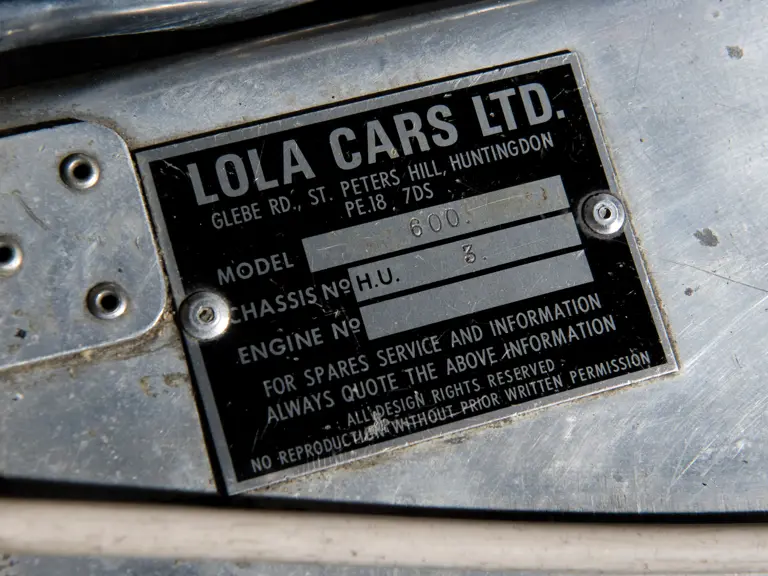 LOLA CARS LTD.
GLEBE RD., ST. PETERS HILL, HUNTINGDON
PE.18. 7DS
MODEL 600.
CHASSIS Nº H.U. 3.
ENGINE Nº
FOR SPARES SERVICE AND INFORMATION
ALWAYS QUOTE THE ABOVE INFORMATION
ALL DESIGN RIGHTS RESERVED
NO REPRODUCTION WITHOUT PRIOR WRITTEN PERMISSION